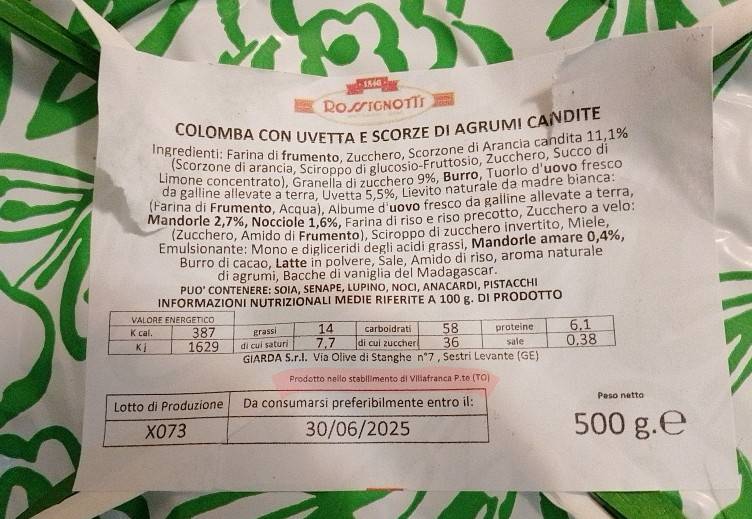 1840
ROSSIGNOTTI
COLOMBA CON UVETTA E SCORZE DI AGRUMI CANDITE
Ingredienti: Farina di frumento, Zucchero, Scorzone di Arancia candita 11,1%
(Scorzone di arancia, Sciroppo di glucosio-Fruttosio, Zucchero, Succo di
Limone concentrato), Granella di zucchero 9%, Burro, Tuorlo d'uovo fresco
da galline allevate a terra, Uvetta 5,5%, Lievito naturale da madre bianca:
(Farina di Frumento, Acqua), Albume d'uovo fresco da galline allevate a terra,
Mandorle 2,7%, Nocciole 1,6%, Farina di riso e riso precotto, Zucchero a velo:
(Zucchero, Amido di Frumento), Sciroppo di zucchero invertito, Miele,
Emulsionante: Mono e digliceridi degli acidi grassi, Mandorle amare 0,4%,
Burro di cacao, Latte in polvere, Sale, Amido di riso, aroma naturale
di agrumi, Bacche di vaniglia del Madagascar.
PUO' CONTENERE: SOIA, SENAPE, LUPINO, NOCI, ANACARDI, PISTACCHI
INFORMAZIONI NUTRIZIONALI MEDIE RIFERITE A 100 g. DI PRODOTTO
VALORE ENERGETICO
K cal. 387 grassi 14 carboidrati 58 proteine 6,1
Kj 1629 di cui saturi 7,7 di cui zuccheri 36 sale 0,38
GIARDA S.r.l. Via Olive di Stanghe n°7 , Sestri Levante (GE)
Prodotto nello stabilimento di Villafranca P.te (TO)
Lotto di Produzione Da consumarsi preferibilmente entro il:
X073 30/06/2025
Peso netto
500 g.e